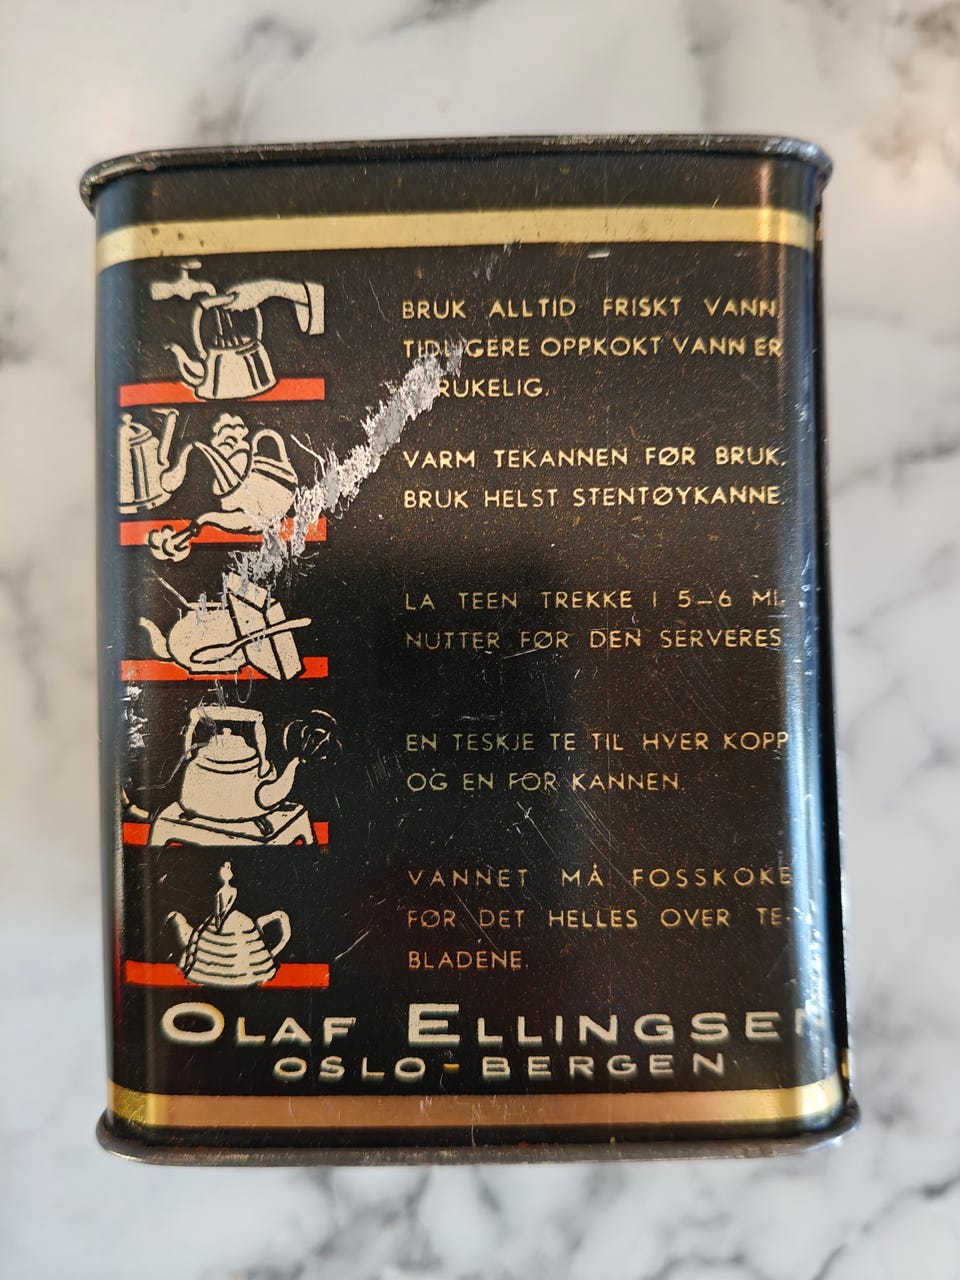 BRUK ALLTID FRISKT VANN.
OPPKOKT VANN ER
VARM TEKANNEN FØR BRUK.
BRUK HELST STENTØYKANNE.
LA TEEN TREKKE I 5–6 MI-
NUTTER FØR DEN SERVERES
EN TESKJE TE TIL HVER KOPP
OG EN FOR KANNEN.
VANNET MÅ FOSSKOKE
FØR DET HELLES OVER TE-
BLADENE.
OLAF ELLINGSEN
OSLO-BERGEN